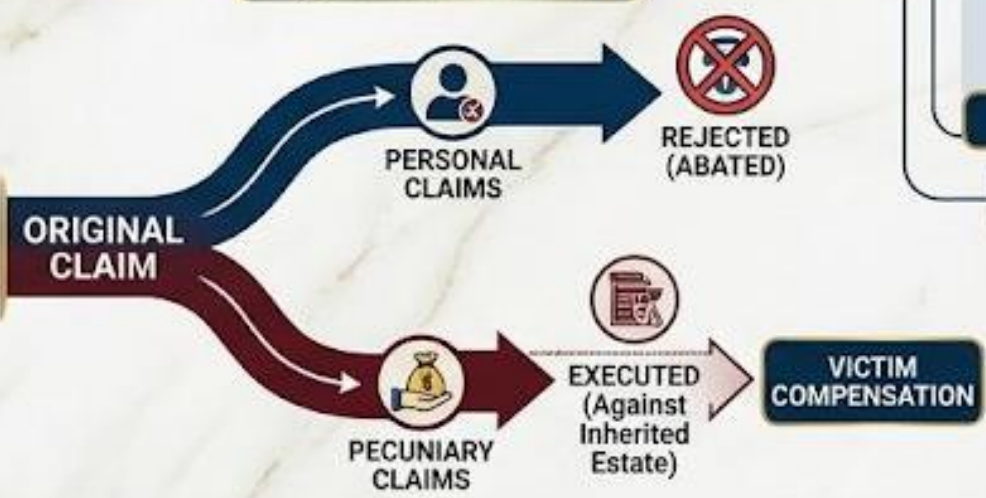 PERSONAL
CLAIMS
REJECTED
(ABATED)
ORIGINAL
CLAIM
PECUNIARY
CLAIMS
EXECUTED
(Against
Inherited
Estate)
VICTIM
COMPENSATION